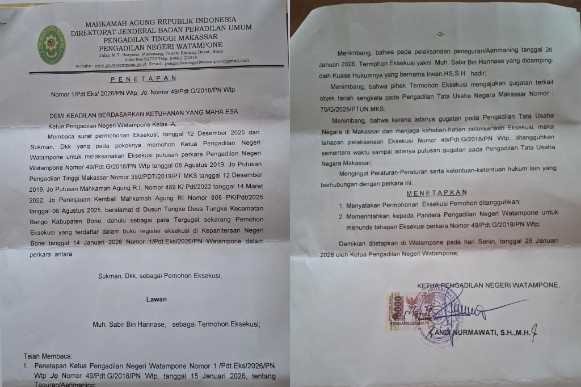 MAHKAMAH AGUNG REPUBLIK INDONESIA
DIREKTORAT JENDERAL BADAN PERADILAN UMUM
PENGADILAN TINGGI MAKASSAR
PENGADILAN NEGERI WATAMPONE
PENETAPAN
Nomor 1/Pdt.Eks/2026/PN Wtp, Jo. Nomor 49/Pdt.G/2018/PN Wtp.
DEMI KEADILAN BERDASARKAN KETUHANAN YANG MAHA ESA
Ketua Pengadilan Negeri Watampone Kelas A,
Membaca surat permohonan Eksekusi, tanggal 12 Desember 2025 dari
Sukman, Dkk yang pada pokoknya memohon Ketua Pengadilan Negeri
Watampone untuk melaksanakan Eksekusi putusan perkara Pengadilan Negeri
Watampone Nomor 49/Pdt.G/2018/PN Wtp tanggal 08 Agustus 2019, Jo Putusan
Pengadilan Tinggi Makassar Nomor 390/PDT/2019/PT MKS tanggal 12 Desember
2019, Jo Putusan Mahkamah Agung R.I. Nomor 480 K/Pdt/2022 tanggal 14 Maret
2022, Jo Peninjauan Kembali Mahkamah Agung RI Nomor 808 PK/Pdt/2025
tanggal 06 Agustus 2025, beralamat di Dusun Tungke Desa Tungke Kecamatan
Bengo Kabupaten Bone, dahulu sebagai Para Tergugat sekarang Pemohon
Eksekusi yang terdaftar dalam buku register eksekusi di Kepaniteraan Negeri
Bone tanggal 14 Januari 2026 Nomor 1/Pdt.Eks/2026/PN Watampone dalam
perkara antara
Sukman, Dkk, sebagai Pemohon Eksekusi;
Lawan
Muh. Sabir Bin Hannase, sebagai Termohon Eksekusi;
Telah Membaca:
1. Penetapan Ketua Pengadilan Negeri Watampone Nomor 1 /Pdt.Eks/2026/PN
Wtp Jo Nomor 49/Pdt.G/2018/PN Wtp, tanggal 15 Januari 2026, tentang
Teguran/Aanmaning;
-2-
Menimbang, bahwa pada pelaksanaan peneguran/Aanmaning tanggal 26
Januari 2026, Termohon Eksekusi yakni Muh. Sabir Bin Hannase yang didampingi
oleh Kuasa Hukumnya yang bernama Irwan.HS,S.H hadir;
Menimbang, bahwa pihak Termohon Eksekusi mengajukan gugatan terkait
objek tanah sengketa pada Pengadilan Tata Usaha Negara Makassar Nomor :
70/G/2025/PTUN.MKS;
Menimbang, bahwa karena adanya gugatan pada Pengadilan Tata Usaha
Negara di Makassar dan menjaga kehatian-hatian pelaksanaan Eksekusi, maka
tahapan pelaksanaan Eksekusi Nomor 49/Pdt.G/2018/PN Wtp, ditangguhkan
sementara waktu sampai adanya putusan gugatan pada Pengadilan Tata Usaha
Negara Makassar;
Mengingat Peraturan-Peraturan serta ketentuan-ketentuan hukum lain yang
berhubungan dengan perkara ini;
MENETAPKAN
1. Menyatakan Permohonan Eksekusi ditangguhkan;
2. Memerintahkan kepada Panitera Pengadilan Negeri Watampone untuk
menunda tahapan Eksekusi perkara Nomor 49/Pdt.G/2018/PN Wtp;
Demikian ditetapkan di Watampone pada hari Senin, tanggal 26 Januari
2026 oleh Ketua Pengadilan Negeri Watampone;
KETUA PENGADILAN NEGERI WATAMPONE,
ANDI NURMAWATI, S.H.,M.H.